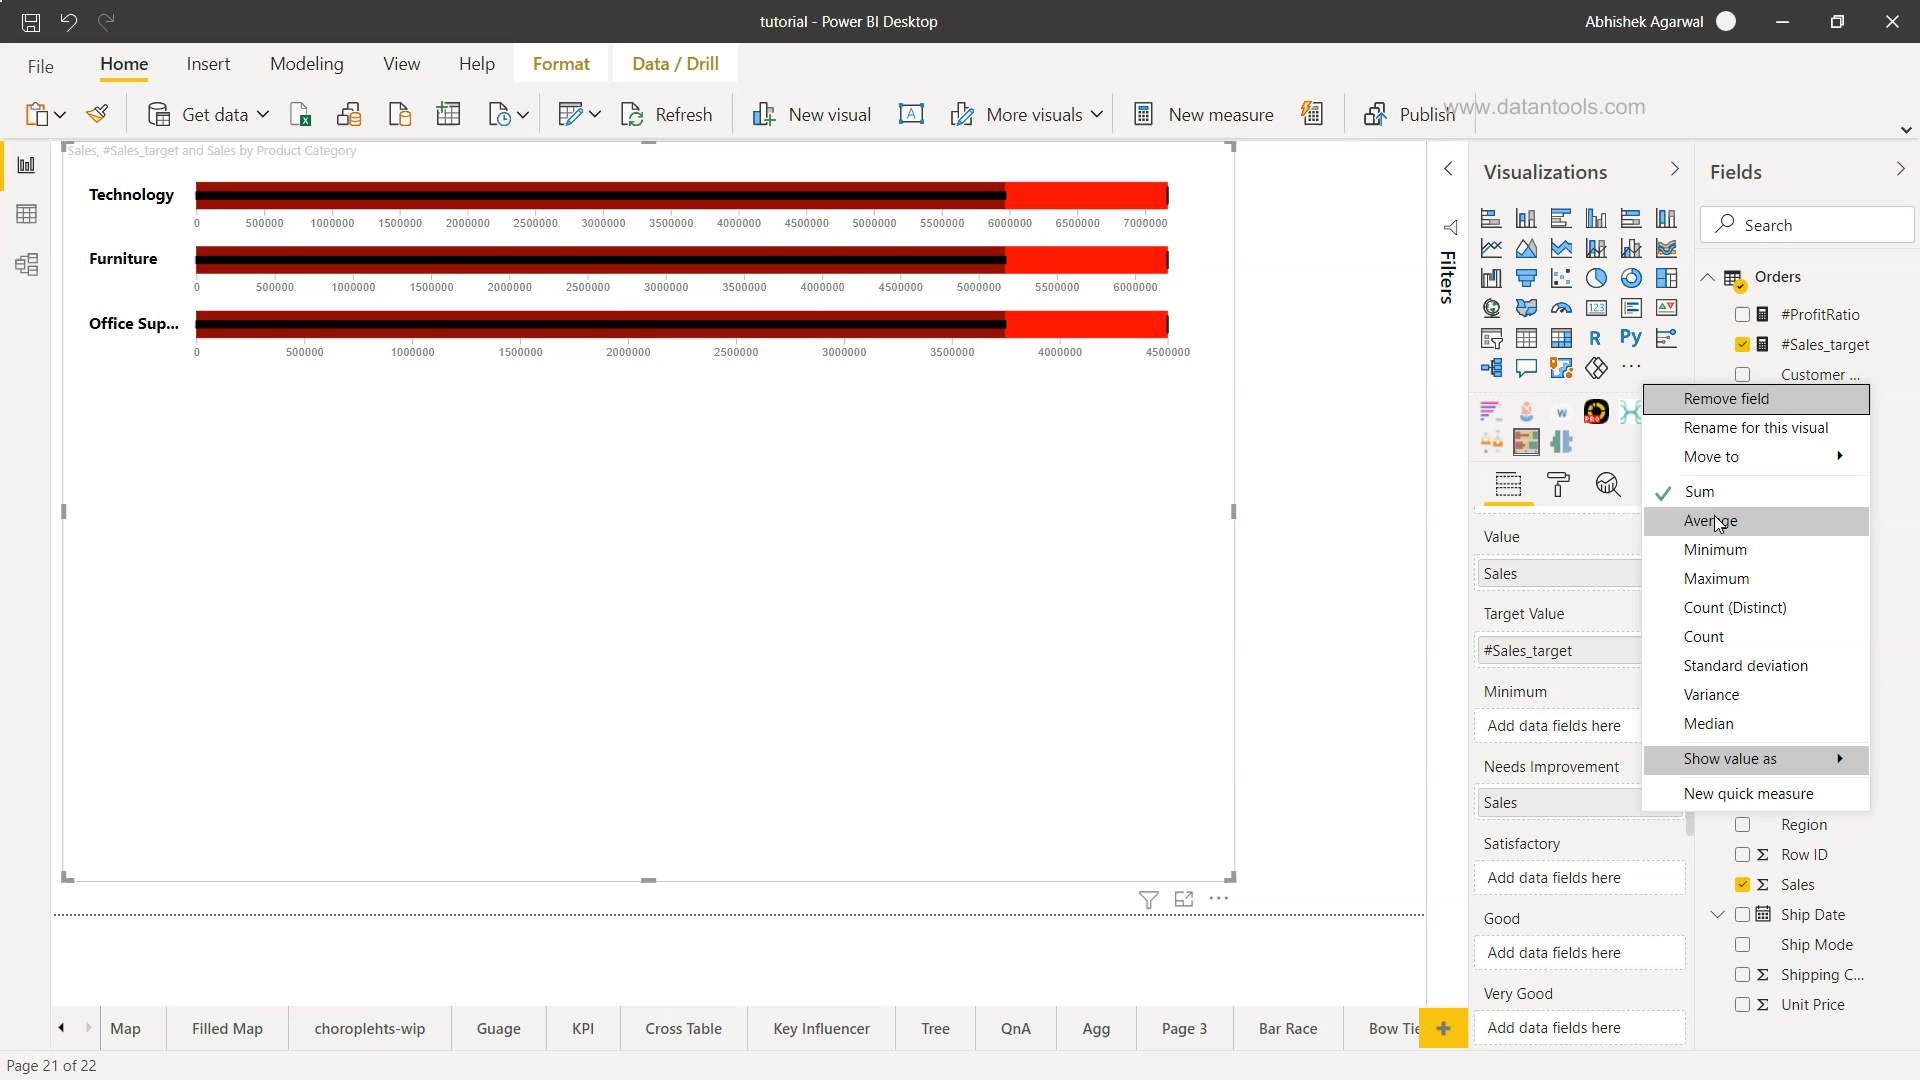 tutorial - Power BI Desktop
Abhishek Agarwal
File
Home
Insert
Modeling
View
Help
Format
Data / Drill
Get data
Refresh
New visual
More visuals
New measure
Publish
www.datantools.com
Sales, #Sales_target and Sales by Product Category
Technology
0 500000 1000000 1500000 2000000 2500000 3000000 3500000 4000000 4500000 5000000 5500000 6000000 6500000 7000000
Furniture
0 500000 1000000 1500000 2000000 2500000 3000000 3500000 4000000 4500000 5000000 5500000 6000000
Office Sup...
0 500000 1000000 1500000 2000000 2500000 3000000 3500000 4000000 4500000
Filters
Visualizations
R
Py
123
W
PRO
Value
Sales
Target Value
#Sales_target
Minimum
Add data fields here
Needs Improvement
Sales
Satisfactory
Add data fields here
Good
Add data fields here
Very Good
Add data fields here
Remove field
Rename for this visual
Move to
Sum
Average
Minimum
Maximum
Count (Distinct)
Count
Standard deviation
Variance
Median
Show value as
New quick measure
Fields
Search
Orders
#ProfitRatio
#Sales_target
Customer ...
Region
Row ID
Sales
Ship Date
Ship Mode
Shipping C...
Unit Price
Map
Filled Map
choroplehts-wip
Guage
KPI
Cross Table
Key Influencer
Tree
QnA
Agg
Page 3
Bar Race
Bow Tie
Page 21 of 22